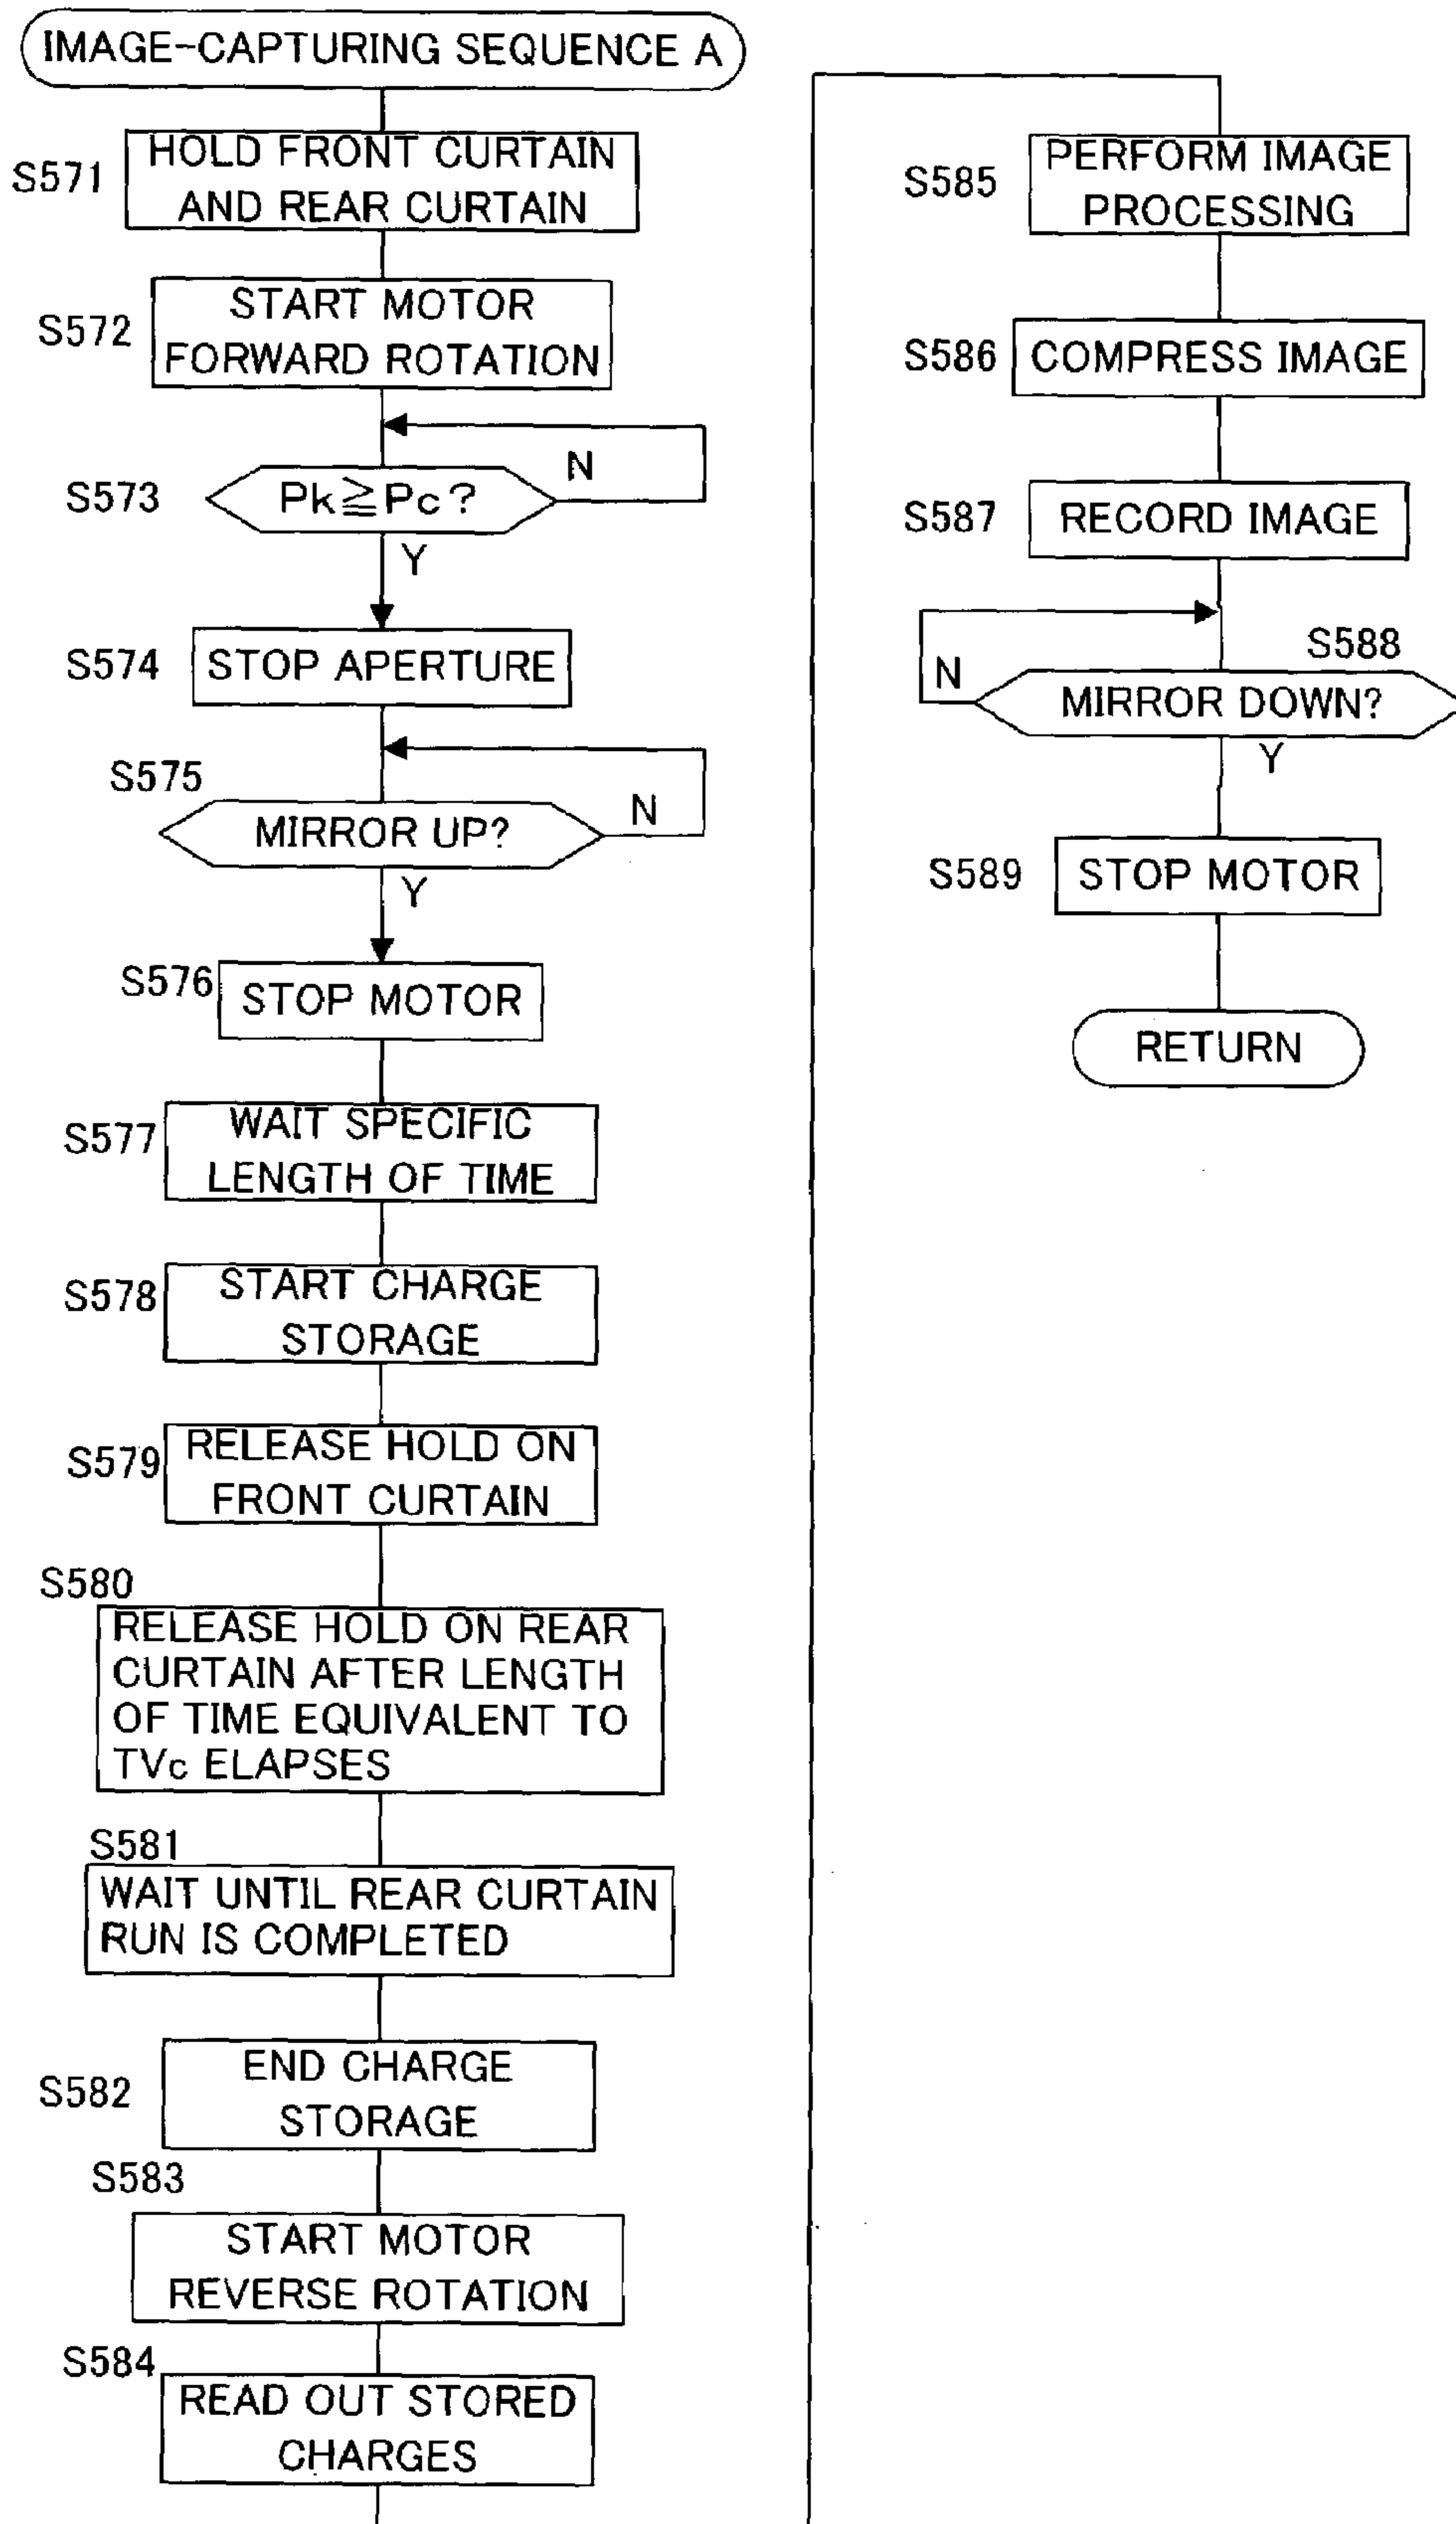 IMAGE-CAPTURING SEQUENCE A
S571
HOLD FRONT CURTAIN
AND REAR CURTAIN
S572
START MOTOR
FORWARD ROTATION
S573
Pk≧Pc?
N
Y
S574
STOP APERTURE
S575
MIRROR UP?
N
Y
S576
STOP MOTOR
S577
WAIT SPECIFIC
LENGTH OF TIME
S578
START CHARGE
STORAGE
S579
RELEASE HOLD ON
FRONT CURTAIN
S580
RELEASE HOLD ON REAR
CURTAIN AFTER LENGTH
OF TIME EQUIVALENT TO
TVc ELAPSES
S581
WAIT UNTIL REAR CURTAIN
RUN IS COMPLETED
S582
END CHARGE
STORAGE
S583
START MOTOR
REVERSE ROTATION
S584
READ OUT STORED
CHARGES
S585
PERFORM IMAGE
PROCESSING
S586
COMPRESS IMAGE
S587
RECORD IMAGE
S588
N
MIRROR DOWN?
Y
S589
STOP MOTOR
RETURN